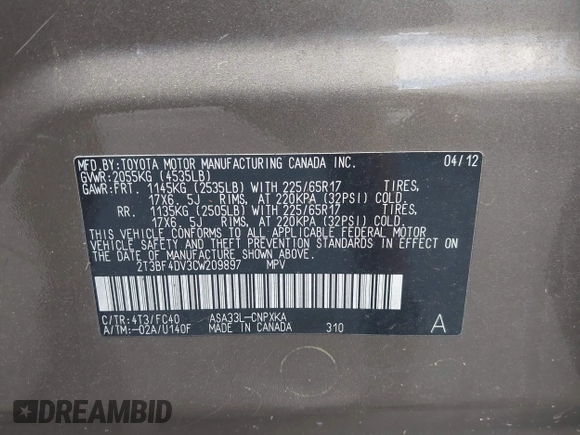 MFD.BY:TOYOTA MOTOR MANUFACTURING CANADA INC. 04/12
GVWR:2055KG (4535LB)
GAWR:FRT. 1145KG (2535LB) WITH 225/65R17 TIRES,
17X6. 5J RIMS, AT 220KPA (32PSI) COLD.
RR. 1135KG (2505LB) WITH 225/65R17 TIRES,
17X6. 5J RIMS, AT 220KPA (32PSI) COLD.
THIS VEHICLE CONFORMS TO ALL APPLICABLE FEDERAL MOTOR
VEHICLE SAFETY AND THEFT PREVENTION STANDARDS IN EFFECT ON
THE DATE OF MANUFACTURE SHOWN ABOVE.
2T3BF4DV3CW209897 MPV
C/TR:4T3/FC40 ASA33L-CNPXKA
A/TM:-02A/U140F MADE IN CANADA 310 A
DREAMBID